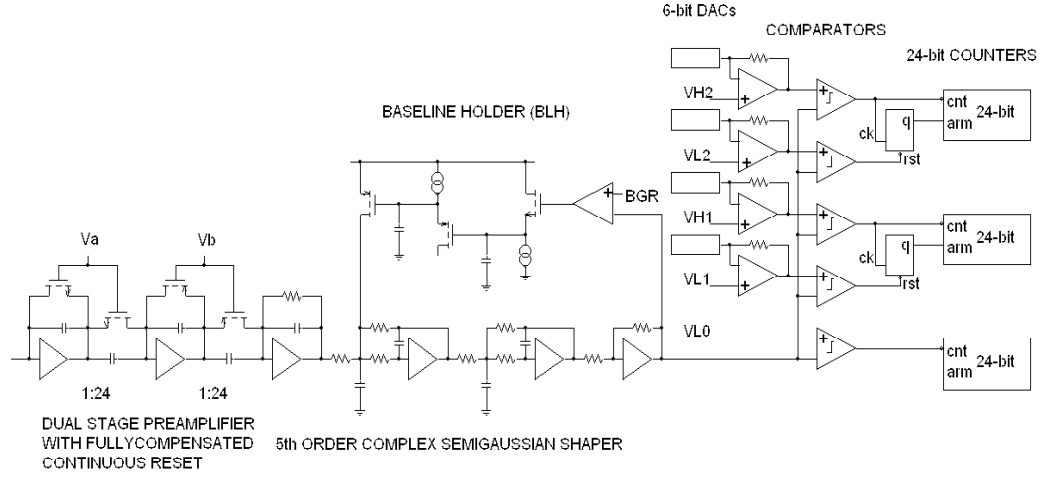 6-bit DACs
COMPARATORS
24-bit COUNTERS
VH2
cnt
arm
24-bit
q
ck
rst
BASELINE HOLDER (BLH)
VL2
BGR
VH1
cnt
arm
24-bit
q
ck
rst
Va
Vb
VL1
VL0
cnt
arm
24-bit
1:24
1:24
DUAL STAGE PREAMPLIFIER
WITH FULLYCOMPENSATED
CONTINUOUS RESET
5th ORDER COMPLEX SEMIGAUSSIAN SHAPER